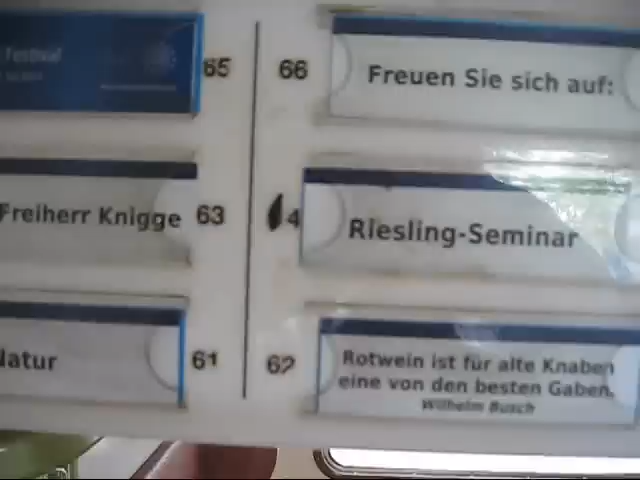 Festival
65
66
Freuen Sie sich auf:
Freiherr Knigge
63
4
Riesling-Seminar
61
62
Rotwein ist für alte Knaben
eine von den besten Gaben.
Wilhelm Busch